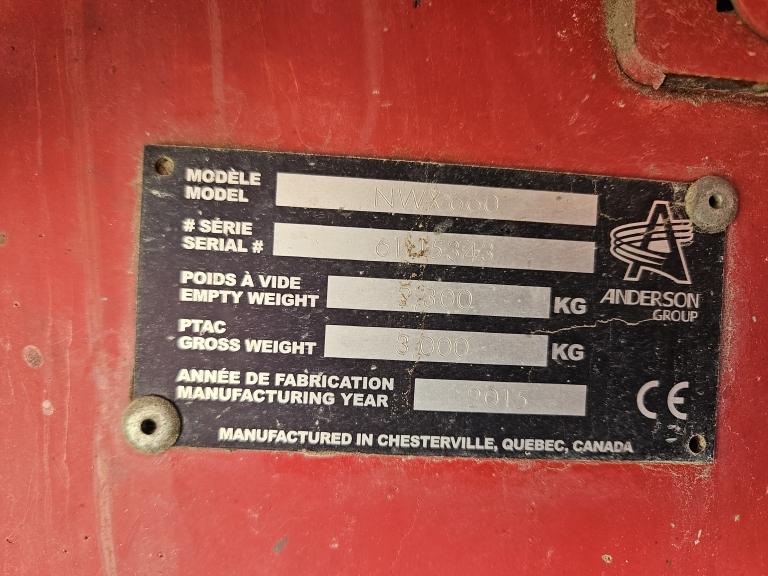 MODÈLE
MODEL
NWX660
# SÉRIE
SERIAL #
POIDS À VIDE
EMPTY WEIGHT KG
PTAC
GROSS WEIGHT 3,000 KG
ANNÉE DE FABRICATION
MANUFACTURING YEAR 2015
ANDERSON
GROUP
CE
MANUFACTURED IN CHESTERVILLE, QUEBEC, CANADA